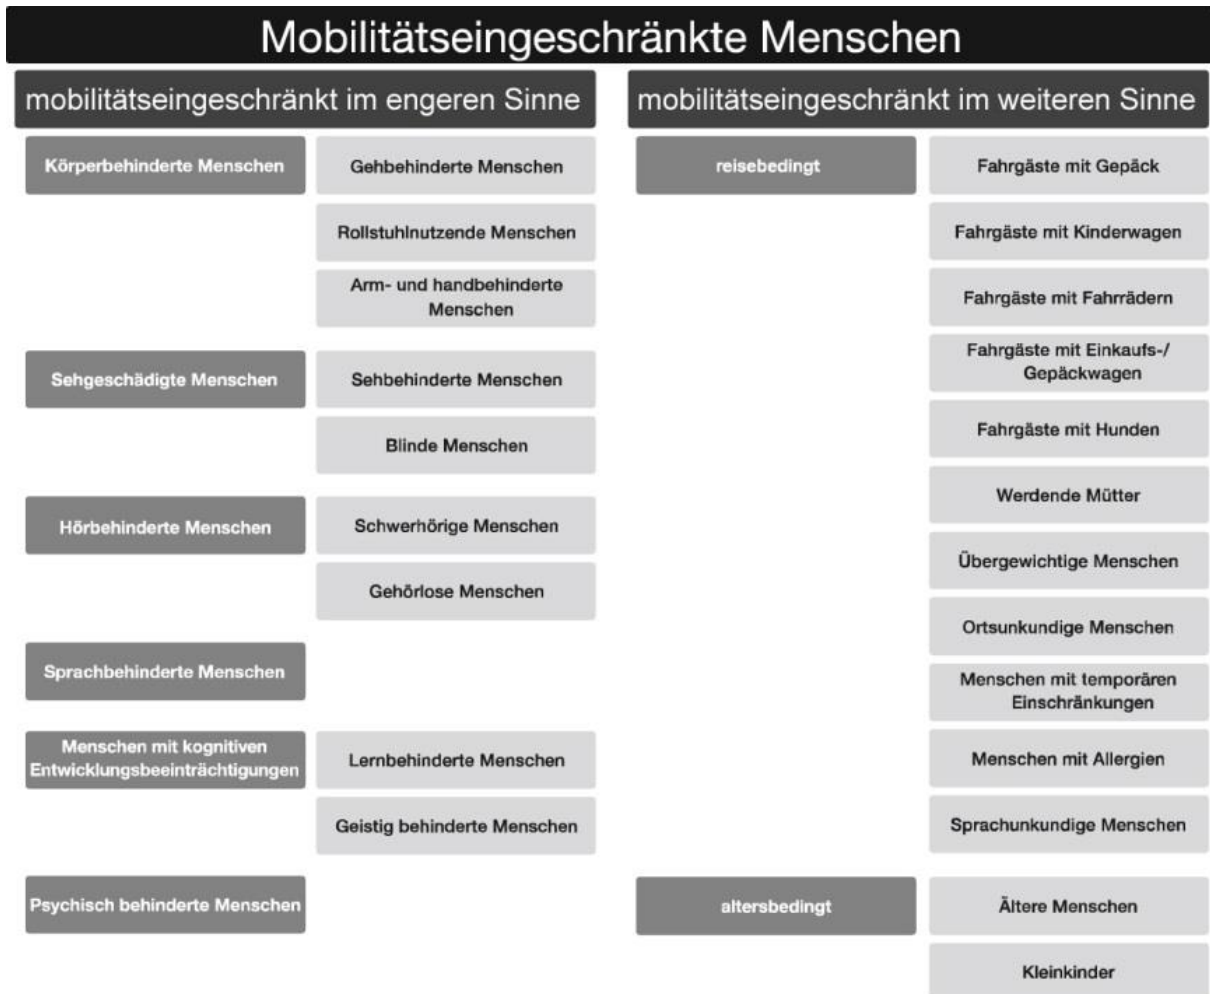 Mobilitätseingeschränkte Menschen
mobilitätseingeschränkt im engeren Sinne
Körperbehinderte Menschen
Gehbehinderte Menschen
Rollstuhlnutzende Menschen
Arm- und handbehinderte
Menschen
Sehgeschädigte Menschen
Sehbehinderte Menschen
Blinde Menschen
Hörbehinderte Menschen
Schwerhörige Menschen
Gehörlose Menschen
Sprachbehinderte Menschen
Menschen mit kognitiven
Entwicklungsbeeinträchtigungen
Lernbehinderte Menschen
Geistig behinderte Menschen
Psychisch behinderte Menschen
mobilitätseingeschränkt im weiteren Sinne
reisebedingt
Fahrgäste mit Gepäck
Fahrgäste mit Kinderwagen
Fahrgäste mit Fahrrädern
Fahrgäste mit Einkaufs-/
Gepäckwagen
Fahrgäste mit Hunden
Werdende Mütter
Übergewichtige Menschen
Ortsunkundige Menschen
Menschen mit temporären
Einschränkungen
Menschen mit Allergien
Sprachunkundige Menschen
altersbedingt
Ältere Menschen
Kleinkinder